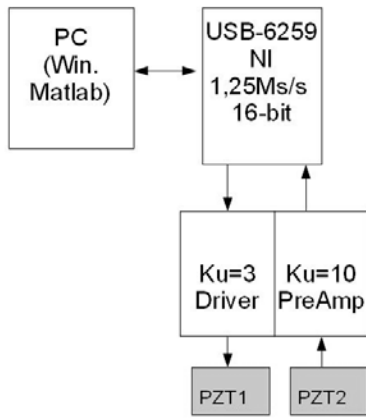 PC
(Win.
Matlab)
USB-6259
NI
1,25Ms/s
16-bit
Ku=3
Driver
Ku=10
PreAmp
PZT1
PZT2